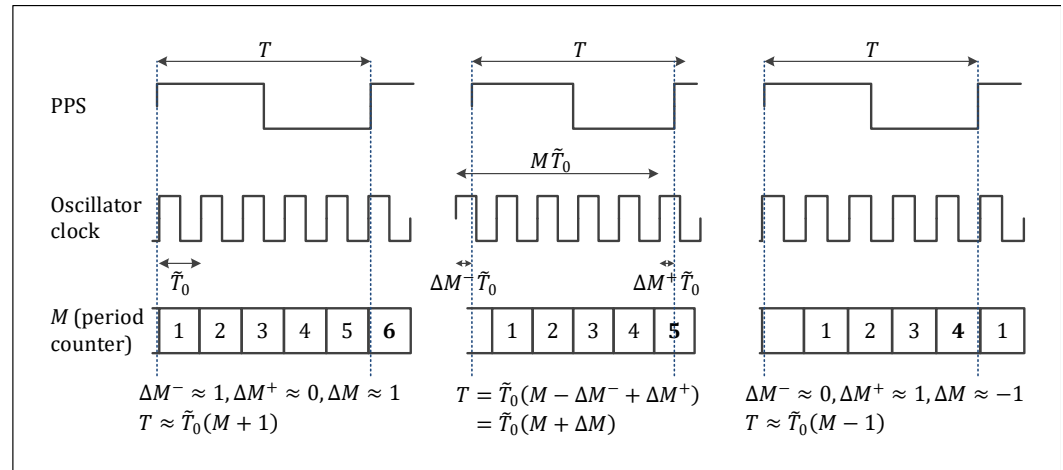 T T T
PPS
MT̃₀
Oscillator
clock
T̃₀ ΔM⁻T̃₀ ΔM⁺T̃₀
M (period
counter)
1 2 3 4 5 6 1 2 3 4 5 1 2 3 4 1
ΔM⁻ ≈ 1, ΔM⁺ ≈ 0, ΔM ≈ 1 T = T̃₀(M − ΔM⁻ + ΔM⁺) ΔM⁻ ≈ 0, ΔM⁺ ≈ 1, ΔM ≈ −1
T ≈ T̃₀(M + 1) = T̃₀(M + ΔM) T ≈ T̃₀(M − 1)